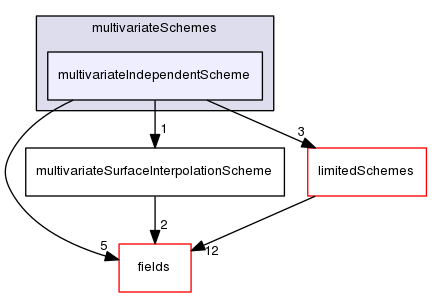 multivariateSchemes
multivariateIndependentScheme
1
3
multivariateSurfaceInterpolationScheme
limitedSchemes
2
5
12
fields